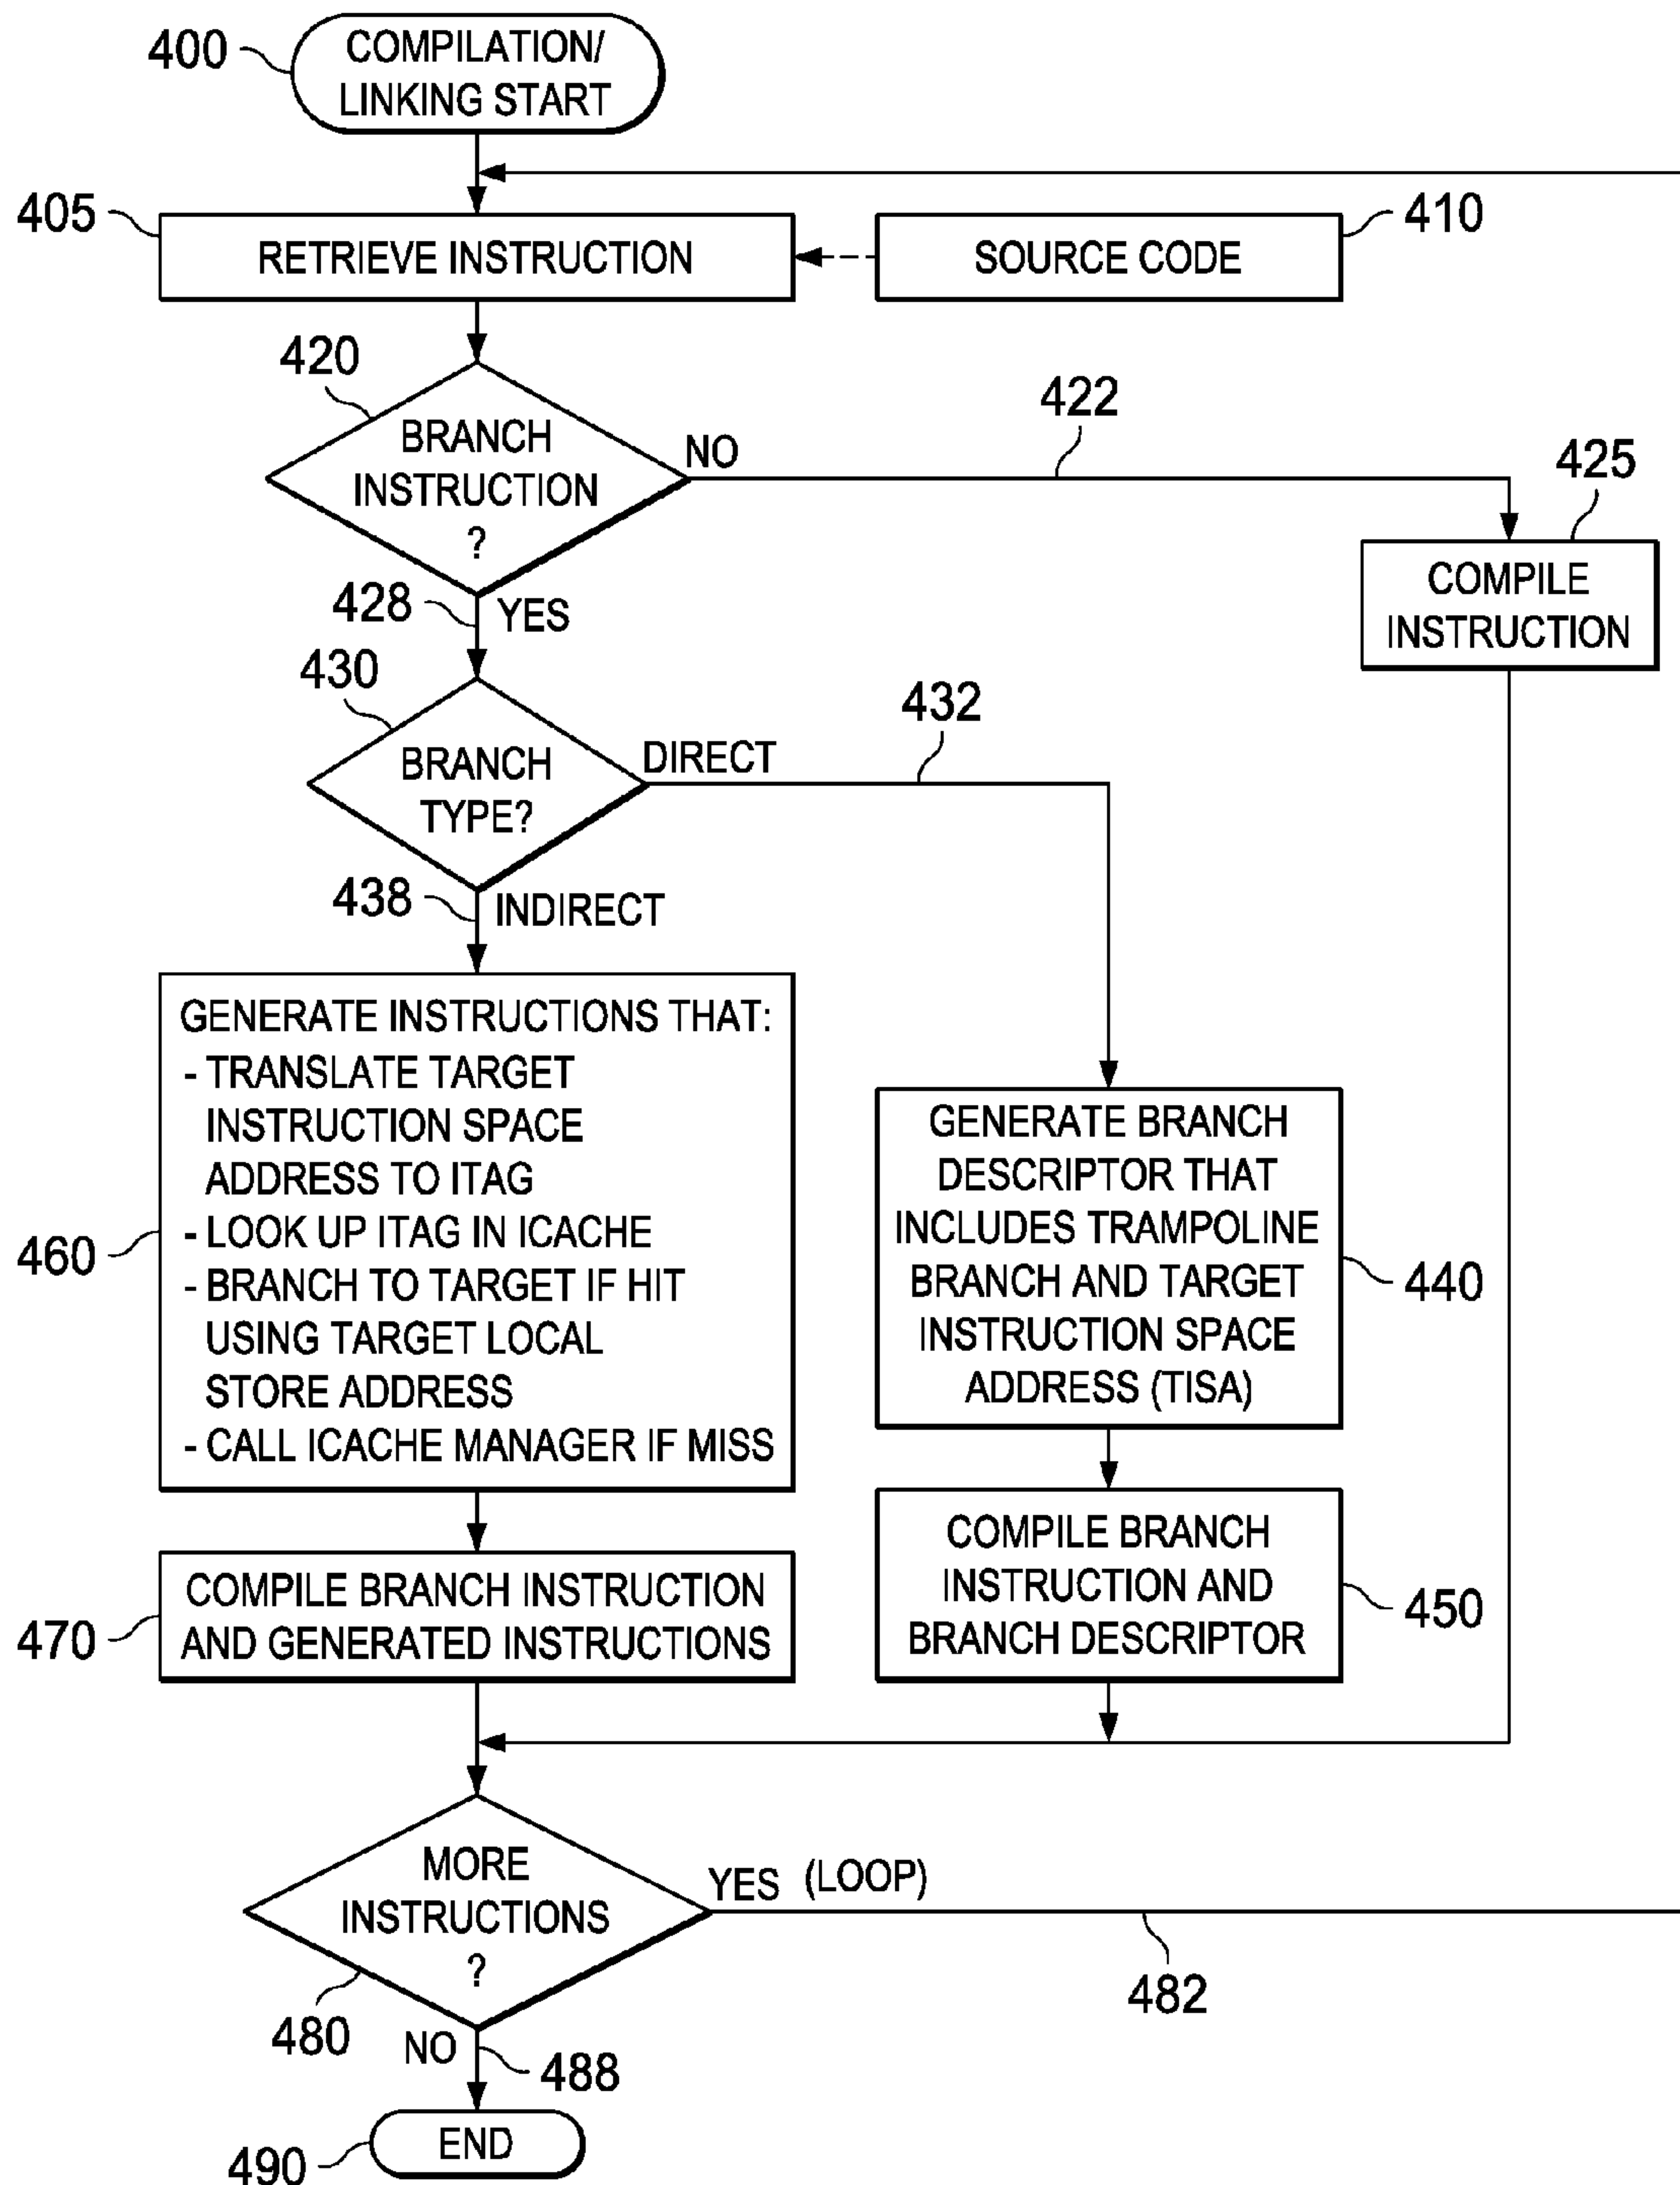 400
COMPILATION/
LINKING START
405
RETRIEVE INSTRUCTION
SOURCE CODE
410
420
BRANCH
INSTRUCTION
?
NO
422
425
COMPILE
INSTRUCTION
428
YES
430
BRANCH
TYPE?
DIRECT
432
438
INDIRECT
460
GENERATE INSTRUCTIONS THAT:
- TRANSLATE TARGET
INSTRUCTION SPACE
ADDRESS TO ITAG
- LOOK UP ITAG IN ICACHE
- BRANCH TO TARGET IF HIT
USING TARGET LOCAL
STORE ADDRESS
- CALL ICACHE MANAGER IF MISS
GENERATE BRANCH
DESCRIPTOR THAT
INCLUDES TRAMPOLINE
BRANCH AND TARGET
INSTRUCTION SPACE
ADDRESS (TISA)
440
470
COMPILE BRANCH INSTRUCTION
AND GENERATED INSTRUCTIONS
COMPILE BRANCH
INSTRUCTION AND
BRANCH DESCRIPTOR
450
MORE
INSTRUCTIONS
?
YES (LOOP)
482
480
NO
488
END
490